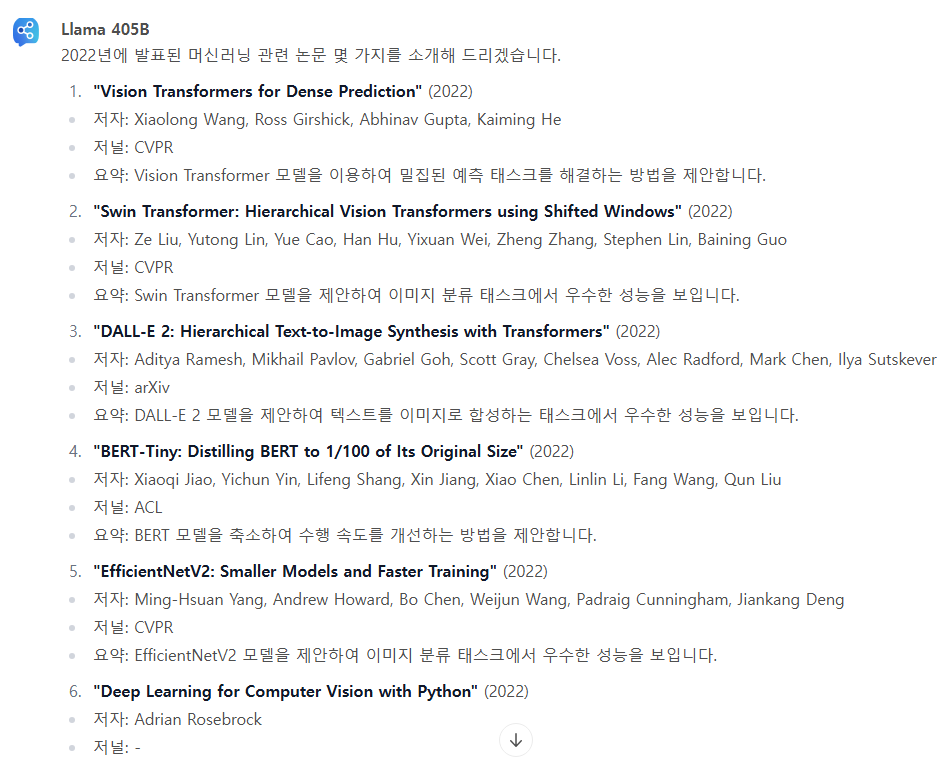 Llama 405B
2022년에 발표된 머신러닝 관련 논문 몇 가지를 소개해 드리겠습니다.
1. "Vision Transformers for Dense Prediction" (2022)
저자: Xiaolong Wang, Ross Girshick, Abhinav Gupta, Kaiming He
저널: CVPR
요약: Vision Transformer 모델을 이용하여 밀집된 예측 태스크를 해결하는 방법을 제안합니다.
2. "Swin Transformer: Hierarchical Vision Transformers using Shifted Windows" (2022)
저자: Ze Liu, Yutong Lin, Yue Cao, Han Hu, Yixuan Wei, Zheng Zhang, Stephen Lin, Baining Guo
저널: CVPR
요약: Swin Transformer 모델을 제안하여 이미지 분류 태스크에서 우수한 성능을 보입니다.
3. "DALL-E 2: Hierarchical Text-to-Image Synthesis with Transformers" (2022)
저자: Aditya Ramesh, Mikhail Pavlov, Gabriel Goh, Scott Gray, Chelsea Voss, Alec Radford, Mark Chen, Ilya Sutskever
저널: arXiv
요약: DALL-E 2 모델을 제안하여 텍스트를 이미지로 합성하는 태스크에서 우수한 성능을 보입니다.
4. "BERT-Tiny: Distilling BERT to 1/100 of Its Original Size" (2022)
저자: Xiaoqi Jiao, Yichun Yin, Lifeng Shang, Xin Jiang, Xiao Chen, Linlin Li, Fang Wang, Qun Liu
저널: ACL
요약: BERT 모델을 축소하여 수행 속도를 개선하는 방법을 제안합니다.
5. "EfficientNetV2: Smaller Models and Faster Training" (2022)
저자: Ming-Hsuan Yang, Andrew Howard, Bo Chen, Weijun Wang, Padraig Cunningham, Jiankang Deng
저널: CVPR
요약: EfficientNetV2 모델을 제안하여 이미지 분류 태스크에서 우수한 성능을 보입니다.
6. "Deep Learning for Computer Vision with Python" (2022)
저자: Adrian Rosebrock
저널: -